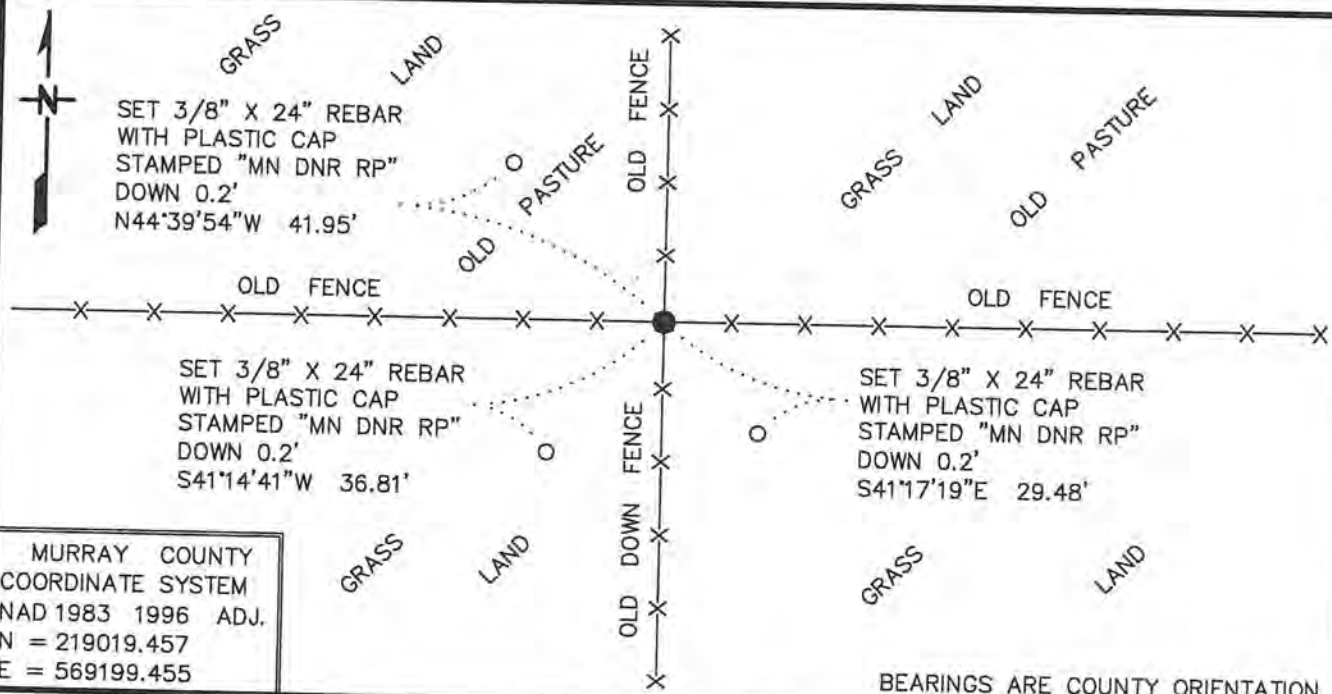 GRASS LAND
OLD PASTURE
N
SET 3/8" X 24" REBAR
WITH PLASTIC CAP
STAMPED "MN DNR RP"
DOWN 0.2'
N44°39'54"W 41.95'
OLD FENCE
GRASS LAND
OLD PASTURE
OLD FENCE
OLD FENCE
SET 3/8" X 24" REBAR
WITH PLASTIC CAP
STAMPED "MN DNR RP"
DOWN 0.2'
S41°14'41"W 36.81'
OLD DOWN FENCE
SET 3/8" X 24" REBAR
WITH PLASTIC CAP
STAMPED "MN DNR RP"
DOWN 0.2'
S41°17'19"E 29.48'
GRASS LAND
GRASS LAND
MURRAY COUNTY
COORDINATE SYSTEM
NAD 1983 1996 ADJ.
N = 219019.457
E = 569199.455
BEARINGS ARE COUNTY ORIENTATION